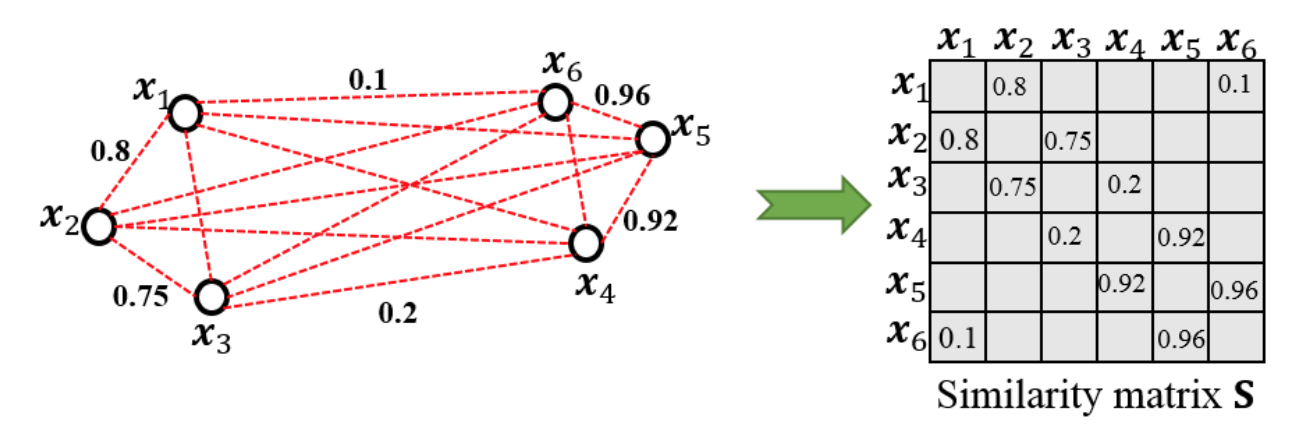 x₁ x₂ x₃ x₄ x₅ x₆
0.1
x₆
0.96
x₁
x₅
0.8
x₂
0.92
0.75
x₄
x₃
0.2
x₁ 0.8 0.1
x₂ 0.8 0.75
x₃ 0.75 0.2
x₄ 0.2 0.92
x₅ 0.92 0.96
x₆ 0.1 0.96
Similarity matrix S